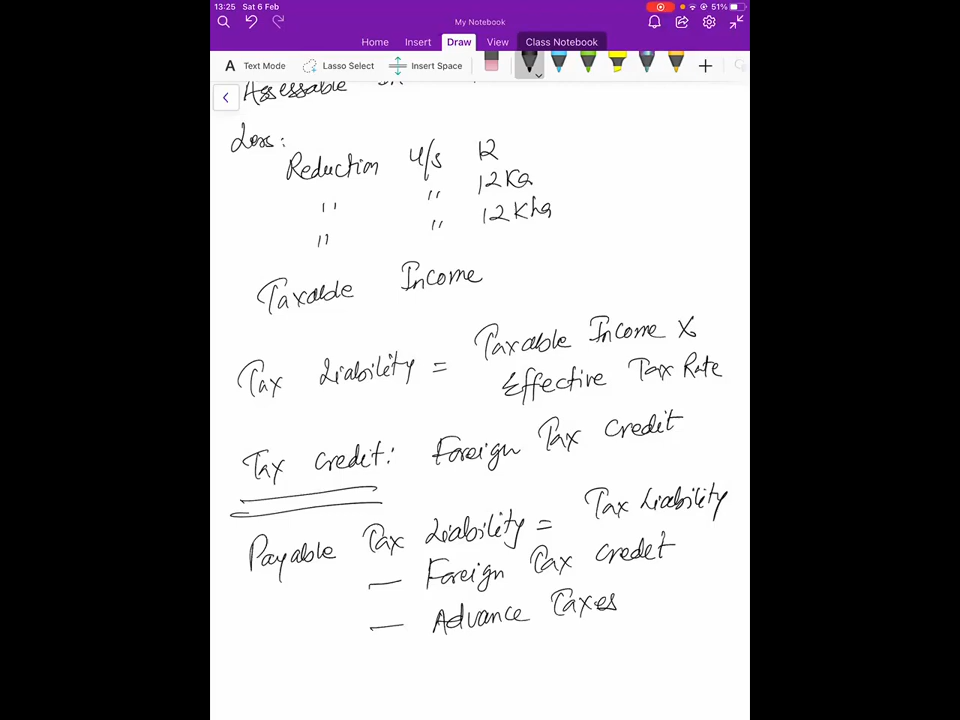 13:25 Sat 6 Feb
51%
My Notebook
Home Insert Draw View Class Notebook
A Text Mode Lasso Select Insert Space
Assessable
Less:
Reduction u/s 12
" " 12Ka
" " 12Kha
Taxable Income
Tax Liability = Taxable Income X
Effective Tax Rate
Tax Credit: Foreign Tax Credit
Payable Tax Liability = Tax Liability
— Foreign Tax Credit
— Advance Taxes